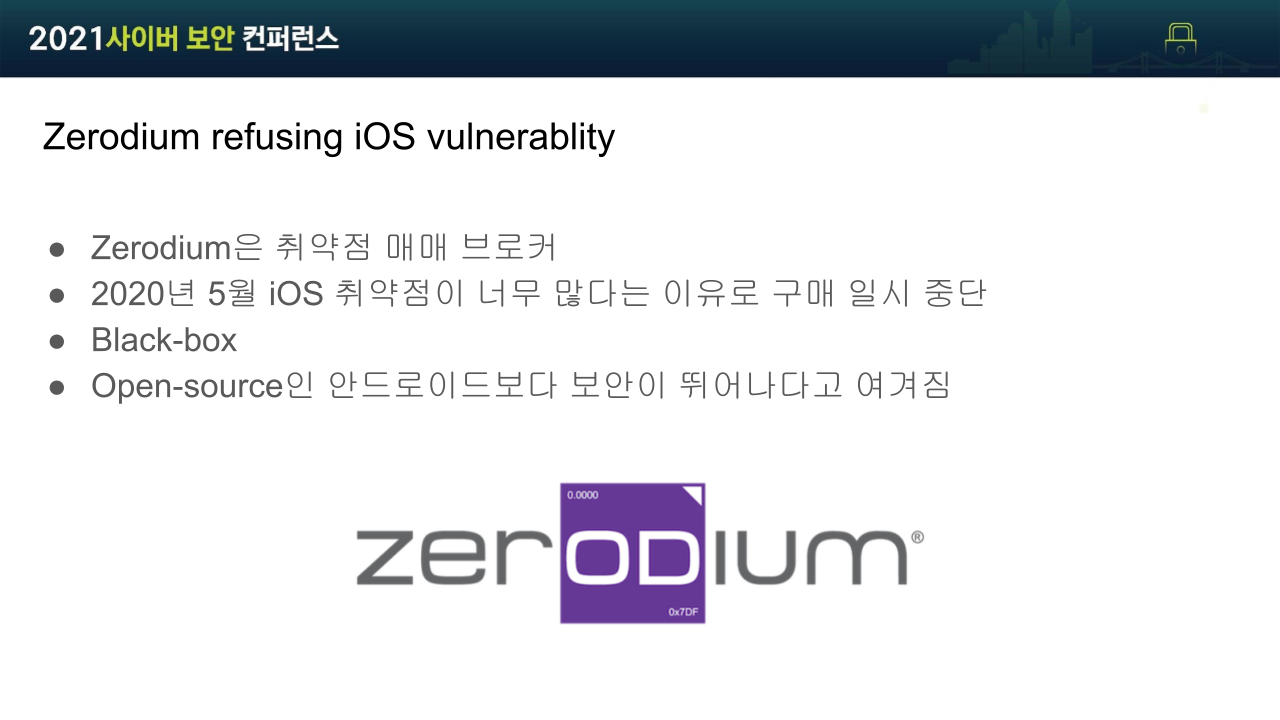 2021사이버 보안 컨퍼런스
Zerodium refusing iOS vulnerablity
● Zerodium은 취약점 매매 브로커
● 2020년 5월 iOS 취약점이 너무 많다는 이유로 구매 일시 중단
● Black-box
● Open-source인 안드로이드보다 보안이 뛰어나다고 여겨짐
0.0000
zerodium®
0x7DF